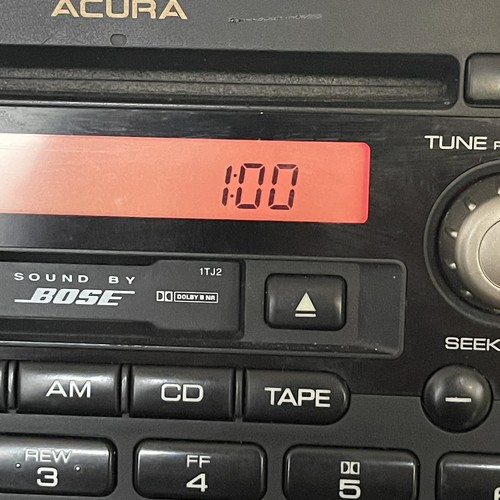 ACURA
TUNE
1:00
SOUND BY
BOSE
1TJ2
DOLBY B NR
SEEK
AM
CD
TAPE
REW
3
FF
4
5